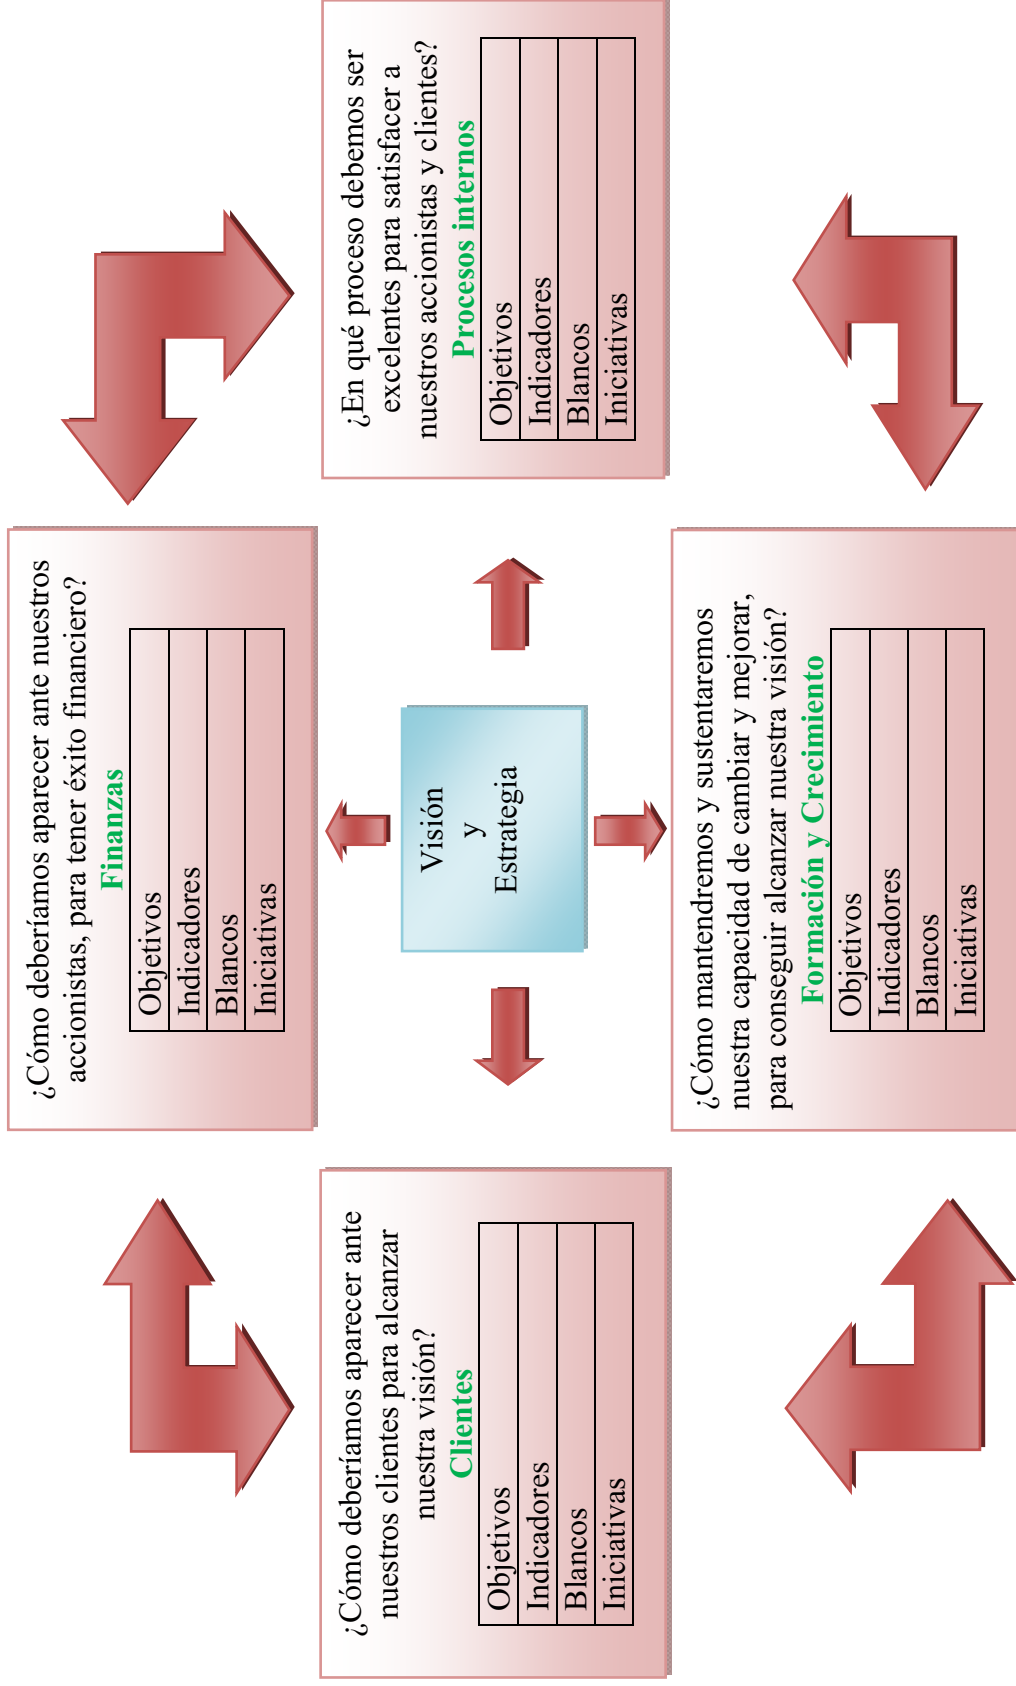 ¿Cómo deberíamos aparecer ante nuestros
accionistas, para tener éxito financiero?
Finanzas
Objetivos
Indicadores
Blancos
Iniciativas
¿Cómo deberíamos aparecer ante
nuestros clientes para alcanzar
nuestra visión?
Clientes
Objetivos
Indicadores
Blancos
Iniciativas
Visión
y
Estrategia
¿En qué proceso debemos ser
excelentes para satisfacer a
nuestros accionistas y clientes?
Procesos internos
Objetivos
Indicadores
Blancos
Iniciativas
¿Cómo mantendremos y sustentaremos
nuestra capacidad de cambiar y mejorar,
para conseguir alcanzar nuestra visión?
Formación y Crecimiento
Objetivos
Indicadores
Blancos
Iniciativas